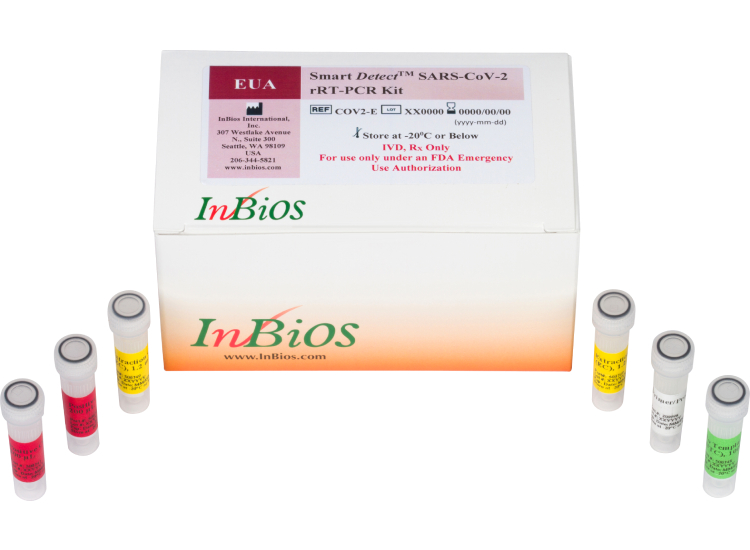 EUA
InBios International,
Inc.
307 Westlake Avenue
N., Suite 300
Seattle, WA 98109
USA
206-344-5821
www.inbios.com
Smart Detect™ SARS-CoV-2
rRT-PCR Kit
REF COV2-E LOT XX0000 0000/00/00
(yyyy-mm-dd)
Store at -20°C or Below
IVD, Rx Only
For use only under an FDA Emergency
Use Authorization
InBios
InBios
www.InBios.com